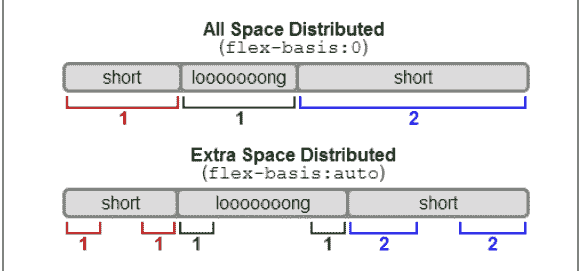 All Space Distributed
(flex-basis:0)
short looooooong short
1 1 2
Extra Space Distributed
(flex-basis:auto)
short looooooong short
1 1 1 1 2 2